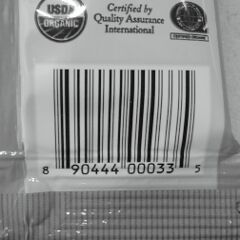 USDA
ORGANIC
Certified by
Quality Assurance
International
CERTIFIED ORGANIC
8 90444 00033 5